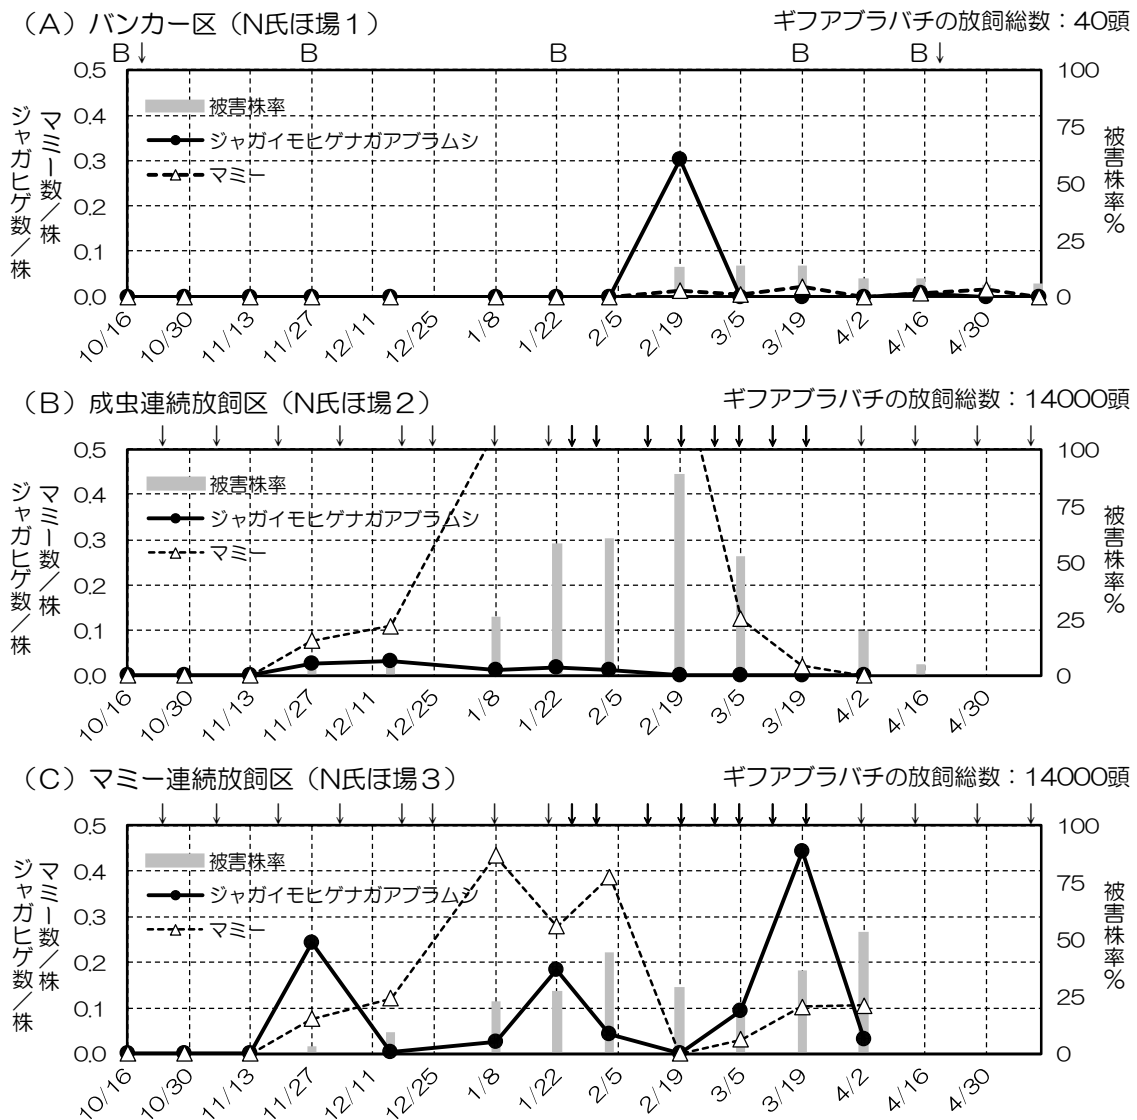 （A）バンカー区（N氏ほ場１）
ギフアブラバチの放飼総数：40頭
B↓ B B B B↓
0.5 100
0.4 75
0.3 50
0.2 25
0.1
0.0 0
マミー数／株
ジャガヒゲ数／株
被害株率
ジャガイモヒゲナガアブラムシ
マミー
被害株率%
10/16 10/30 11/13 11/27 12/11 12/25 1/8 1/22 2/5 2/19 3/5 3/19 4/2 4/16 4/30
（B）成虫連続放飼区（N氏ほ場２）
ギフアブラバチの放飼総数：14000頭
↓ ↓ ↓ ↓ ↓ ↓ ↓ ↓ ↓ ↓ ↓ ↓ ↓ ↓ ↓ ↓ ↓ ↓ ↓ ↓
0.5 100
0.4 75
0.3 50
0.2 25
0.1
0.0 0
マミー数／株
ジャガヒゲ数／株
被害株率
ジャガイモヒゲナガアブラムシ
マミー
被害株率%
10/16 10/30 11/13 11/27 12/11 12/25 1/8 1/22 2/5 2/19 3/5 3/19 4/2 4/16 4/30
（C）マミー連続放飼区（N氏ほ場３）
ギフアブラバチの放飼総数：14000頭
↓ ↓ ↓ ↓ ↓ ↓ ↓ ↓ ↓ ↓ ↓ ↓ ↓ ↓ ↓ ↓ ↓ ↓ ↓ ↓
0.5 100
0.4 75
0.3 50
0.2 25
0.1
0.0 0
マミー数／株
ジャガヒゲ数／株
被害株率
ジャガイモヒゲナガアブラムシ
マミー
被害株率%
10/16 10/30 11/13 11/27 12/11 12/25 1/8 1/22 2/5 2/19 3/5 3/19 4/2 4/16 4/30